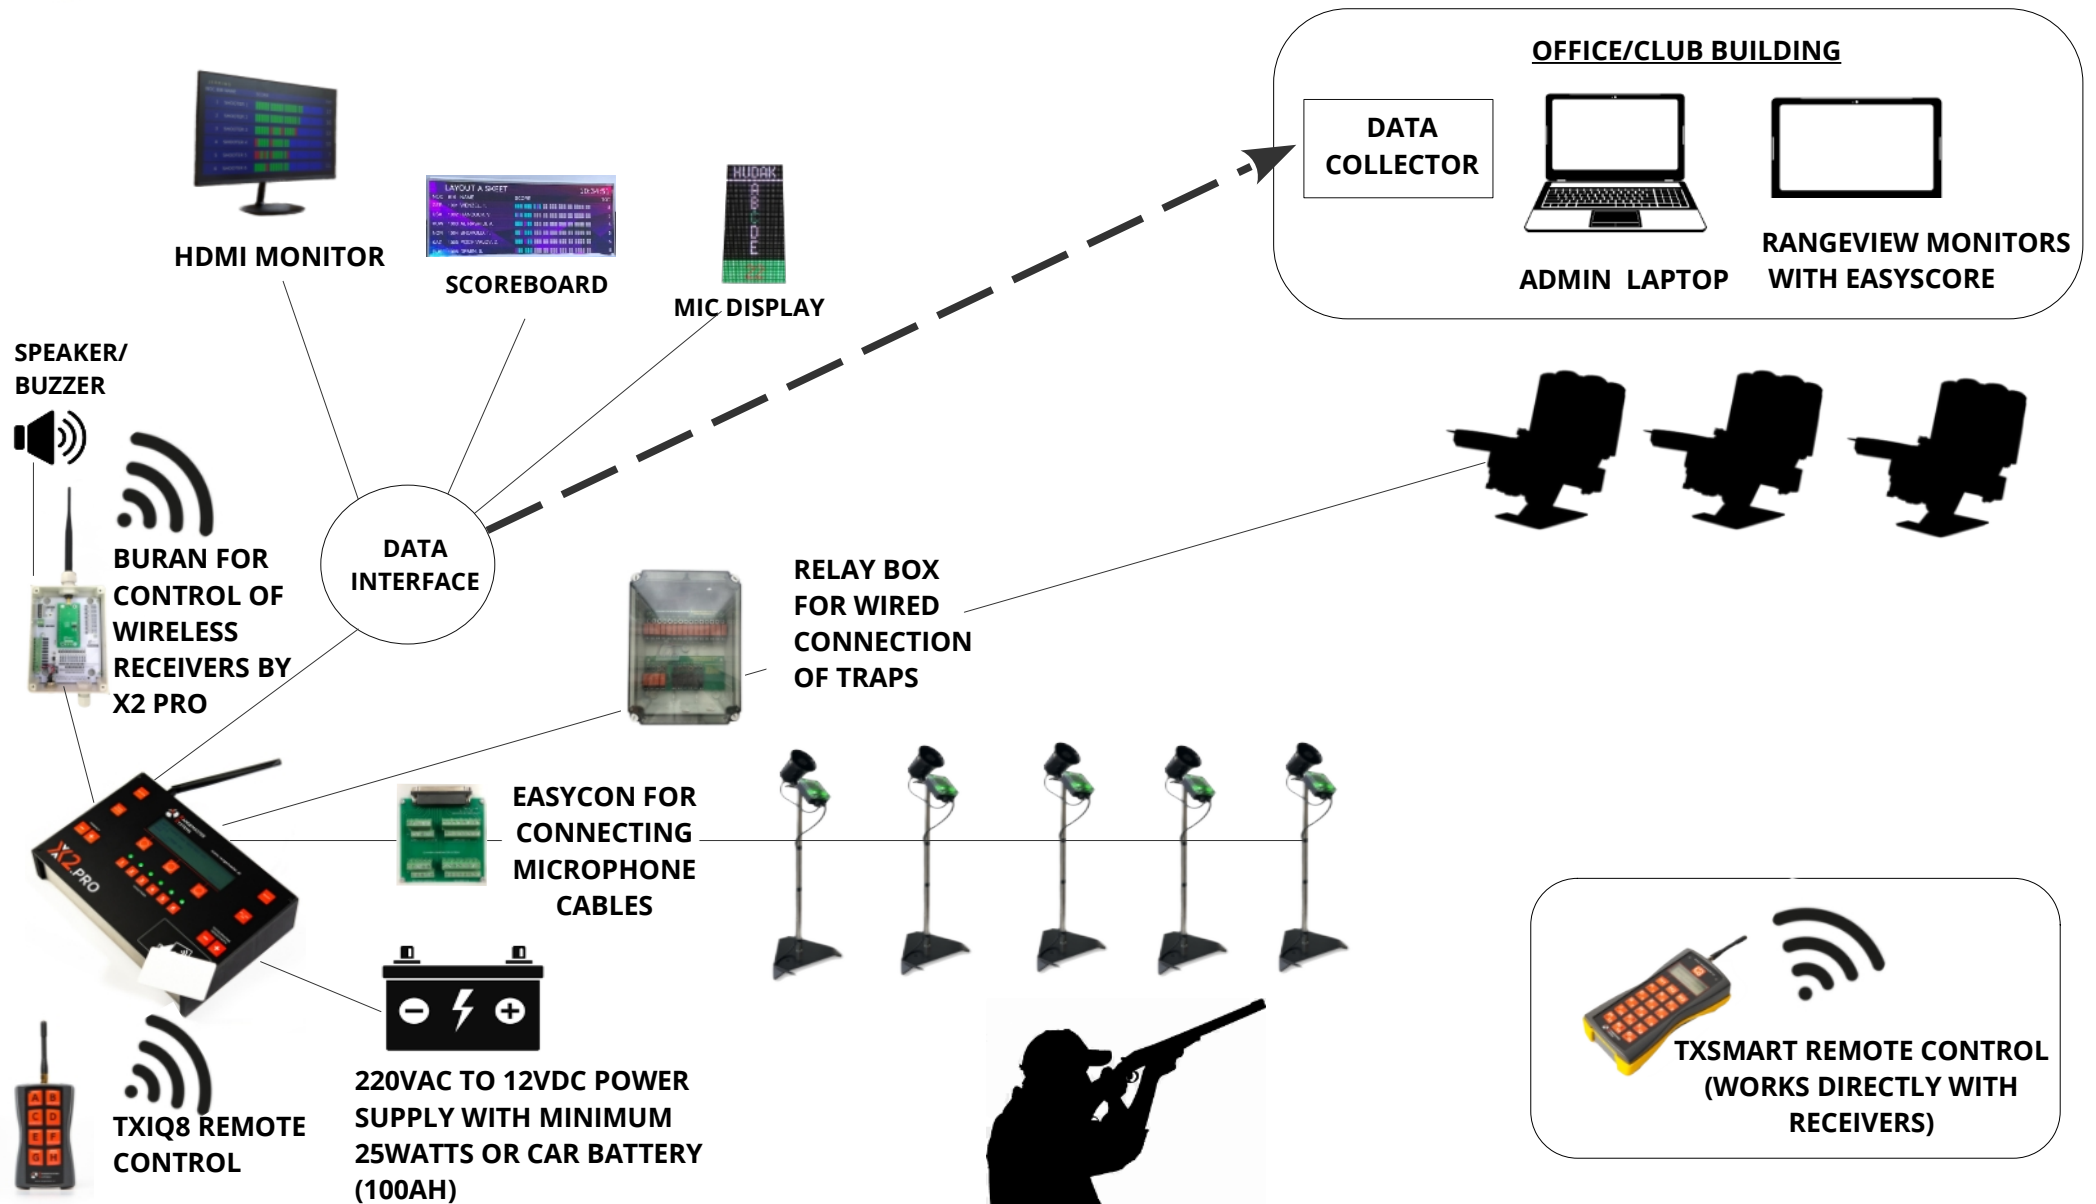 OFFICE/CLUB BUILDING
DATA
COLLECTOR
ADMIN LAPTOP
RANGEVIEW MONITORS
WITH EASYSCORE
HDMI MONITOR
LAYOUT A SKEET
SCOREBOARD
HUDAK
MIC DISPLAY
SPEAKER/
BUZZER
BURAN FOR
CONTROL OF
WIRELESS
RECEIVERS BY
X2 PRO
DATA
INTERFACE
RELAY BOX
FOR WIRED
CONNECTION
OF TRAPS
X2.PRO
EASYCON FOR
CONNECTING
MICROPHONE
CABLES
220VAC TO 12VDC POWER
SUPPLY WITH MINIMUM
25WATTS OR CAR BATTERY
(100AH)
A B
C D
E F
G H
TXIQ8 REMOTE
CONTROL
TXSMART REMOTE CONTROL
(WORKS DIRECTLY WITH
RECEIVERS)